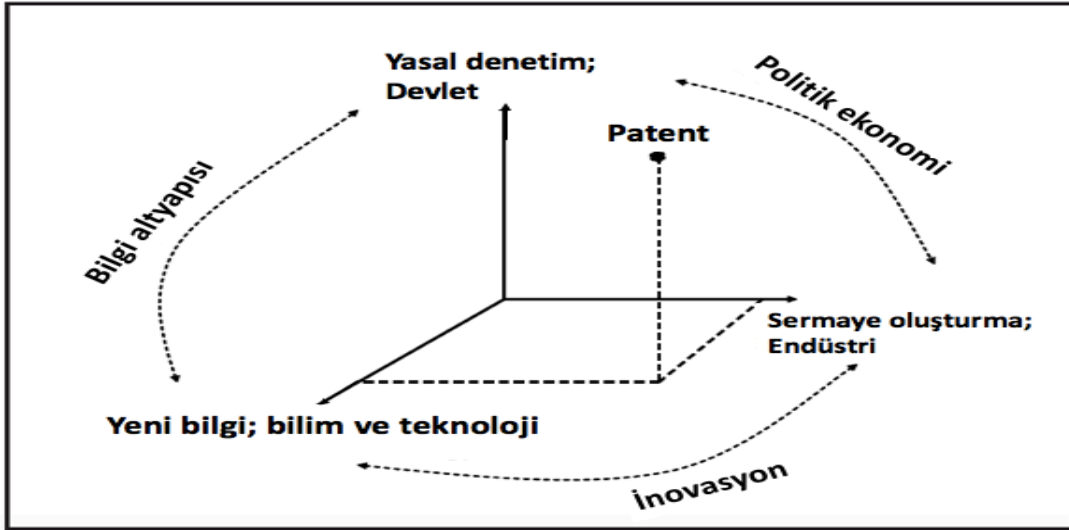 Yasal denetim;
Devlet
Politik ekonomi
Patent
Bilgi altyapısı
Sermaye oluşturma;
Endüstri
Yeni bilgi; bilim ve teknoloji
İnovasyon